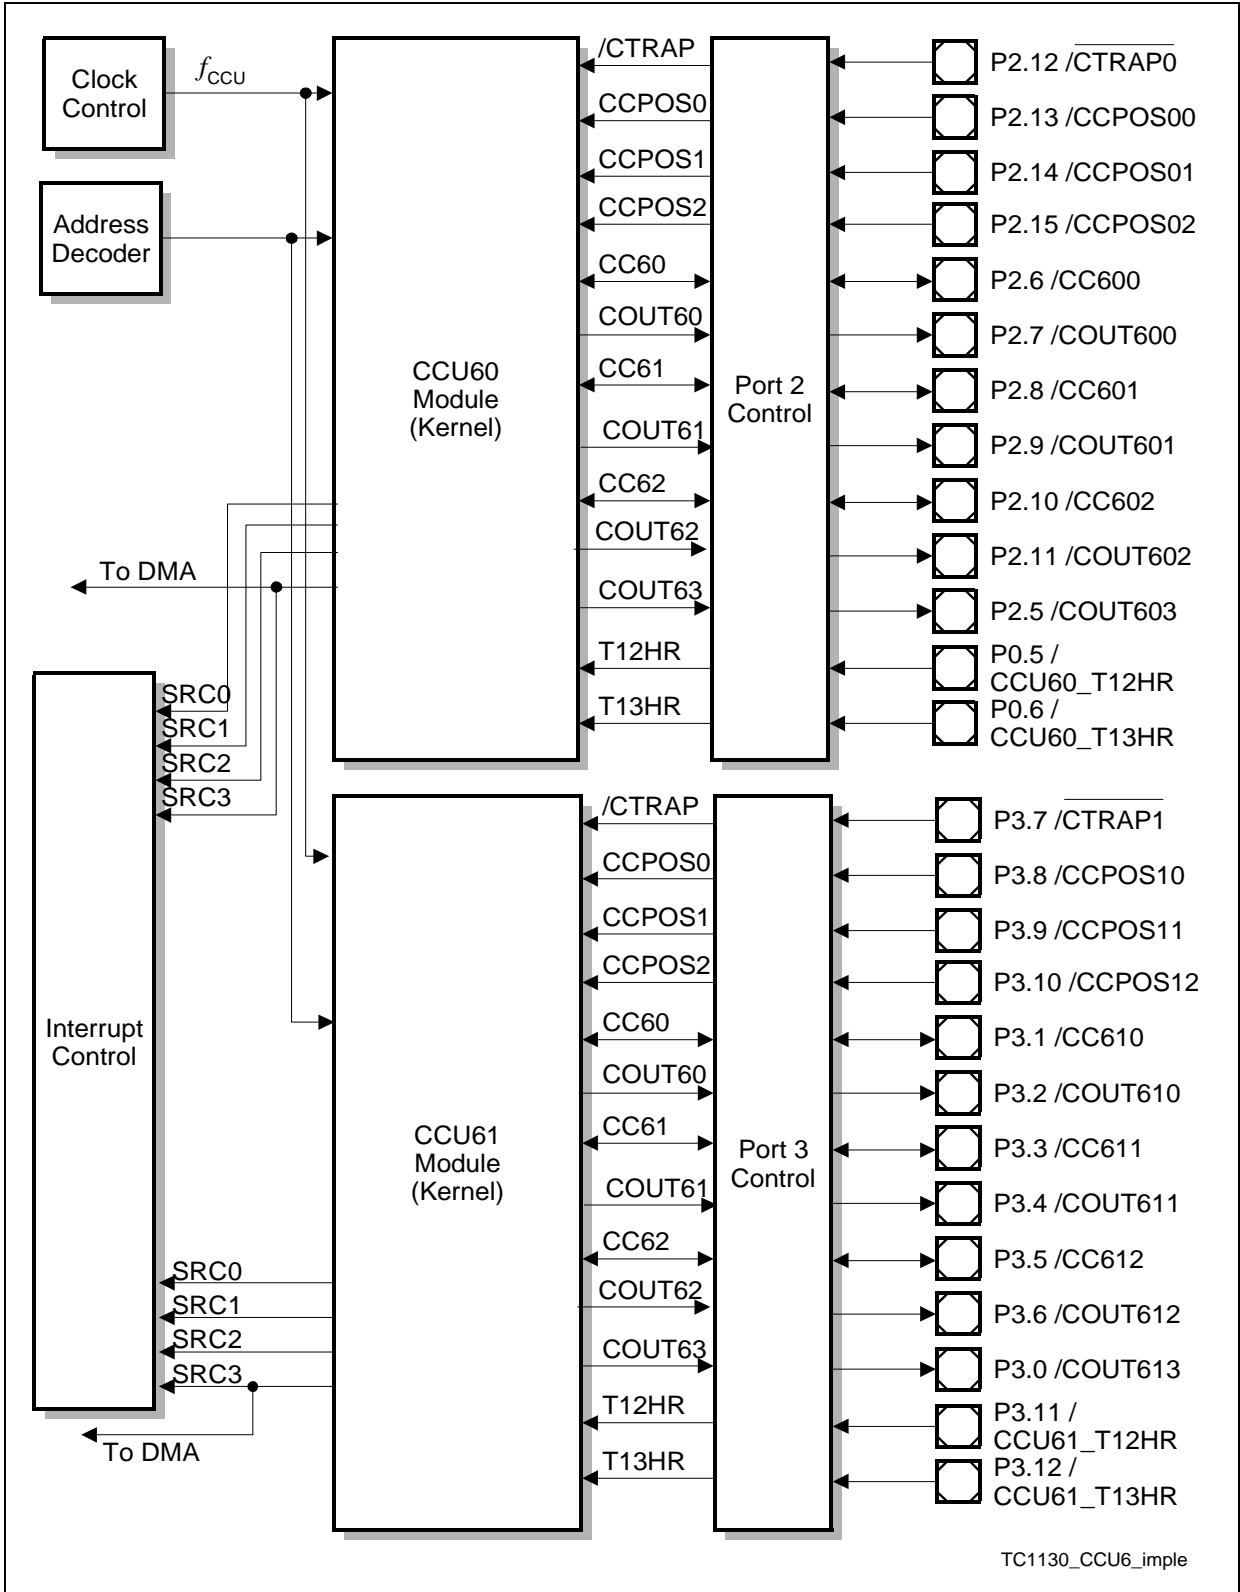 Clock
Control
fCCU
Address
Decoder
CCU60
Module
(Kernel)
/CTRAP
CCPOS0
CCPOS1
CCPOS2
CC60
COUT60
CC61
COUT61
CC62
COUT62
COUT63
T12HR
T13HR
Port 2
Control
P2.12 /CTRAP0
P2.13 /CCPOS00
P2.14 /CCPOS01
P2.15 /CCPOS02
P2.6 /CC600
P2.7 /COUT600
P2.8 /CC601
P2.9 /COUT601
P2.10 /CC602
P2.11 /COUT602
P2.5 /COUT603
P0.5 /
CCU60_T12HR
P0.6 /
CCU60_T13HR
To DMA
SRC0
SRC1
SRC2
SRC3
Interrupt
Control
CCU61
Module
(Kernel)
/CTRAP
CCPOS0
CCPOS1
CCPOS2
CC60
COUT60
CC61
COUT61
CC62
COUT62
COUT63
T12HR
T13HR
Port 3
Control
P3.7 /CTRAP1
P3.8 /CCPOS10
P3.9 /CCPOS11
P3.10 /CCPOS12
P3.1 /CC610
P3.2 /COUT610
P3.3 /CC611
P3.4 /COUT611
P3.5 /CC612
P3.6 /COUT612
P3.0 /COUT613
P3.11 /
CCU61_T12HR
P3.12 /
CCU61_T13HR
SRC0
SRC1
SRC2
SRC3
To DMA
TC1130_CCU6_imple